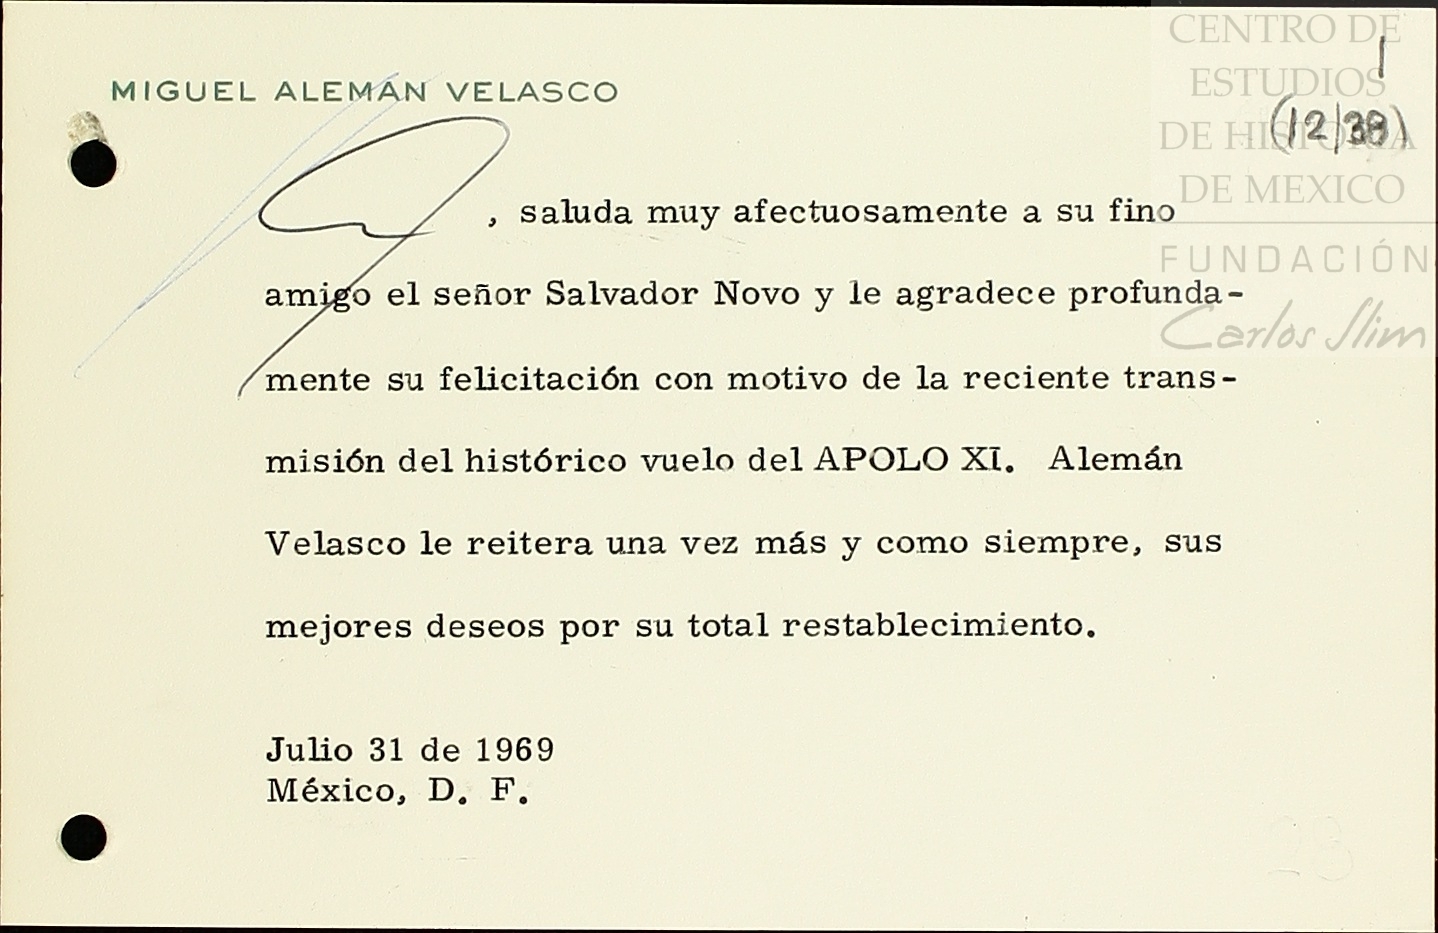 MIGUEL ALEMÁN VELASCO
, saluda muy afectuosamente a su fino
amigo el señor Salvador Novo y le agradece profunda-
mente su felicitación con motivo de la reciente trans-
misión del histórico vuelo del APOLO XI. Alemán
Velasco le reitera una vez más y como siempre, sus
mejores deseos por su total restablecimiento.
Julio 31 de 1969
México, D. F.
1
(12/38)
CENTRO DE
ESTUDIOS
DE HISTORIA
DE MEXICO
FUNDACIÓN
Carlos Slim